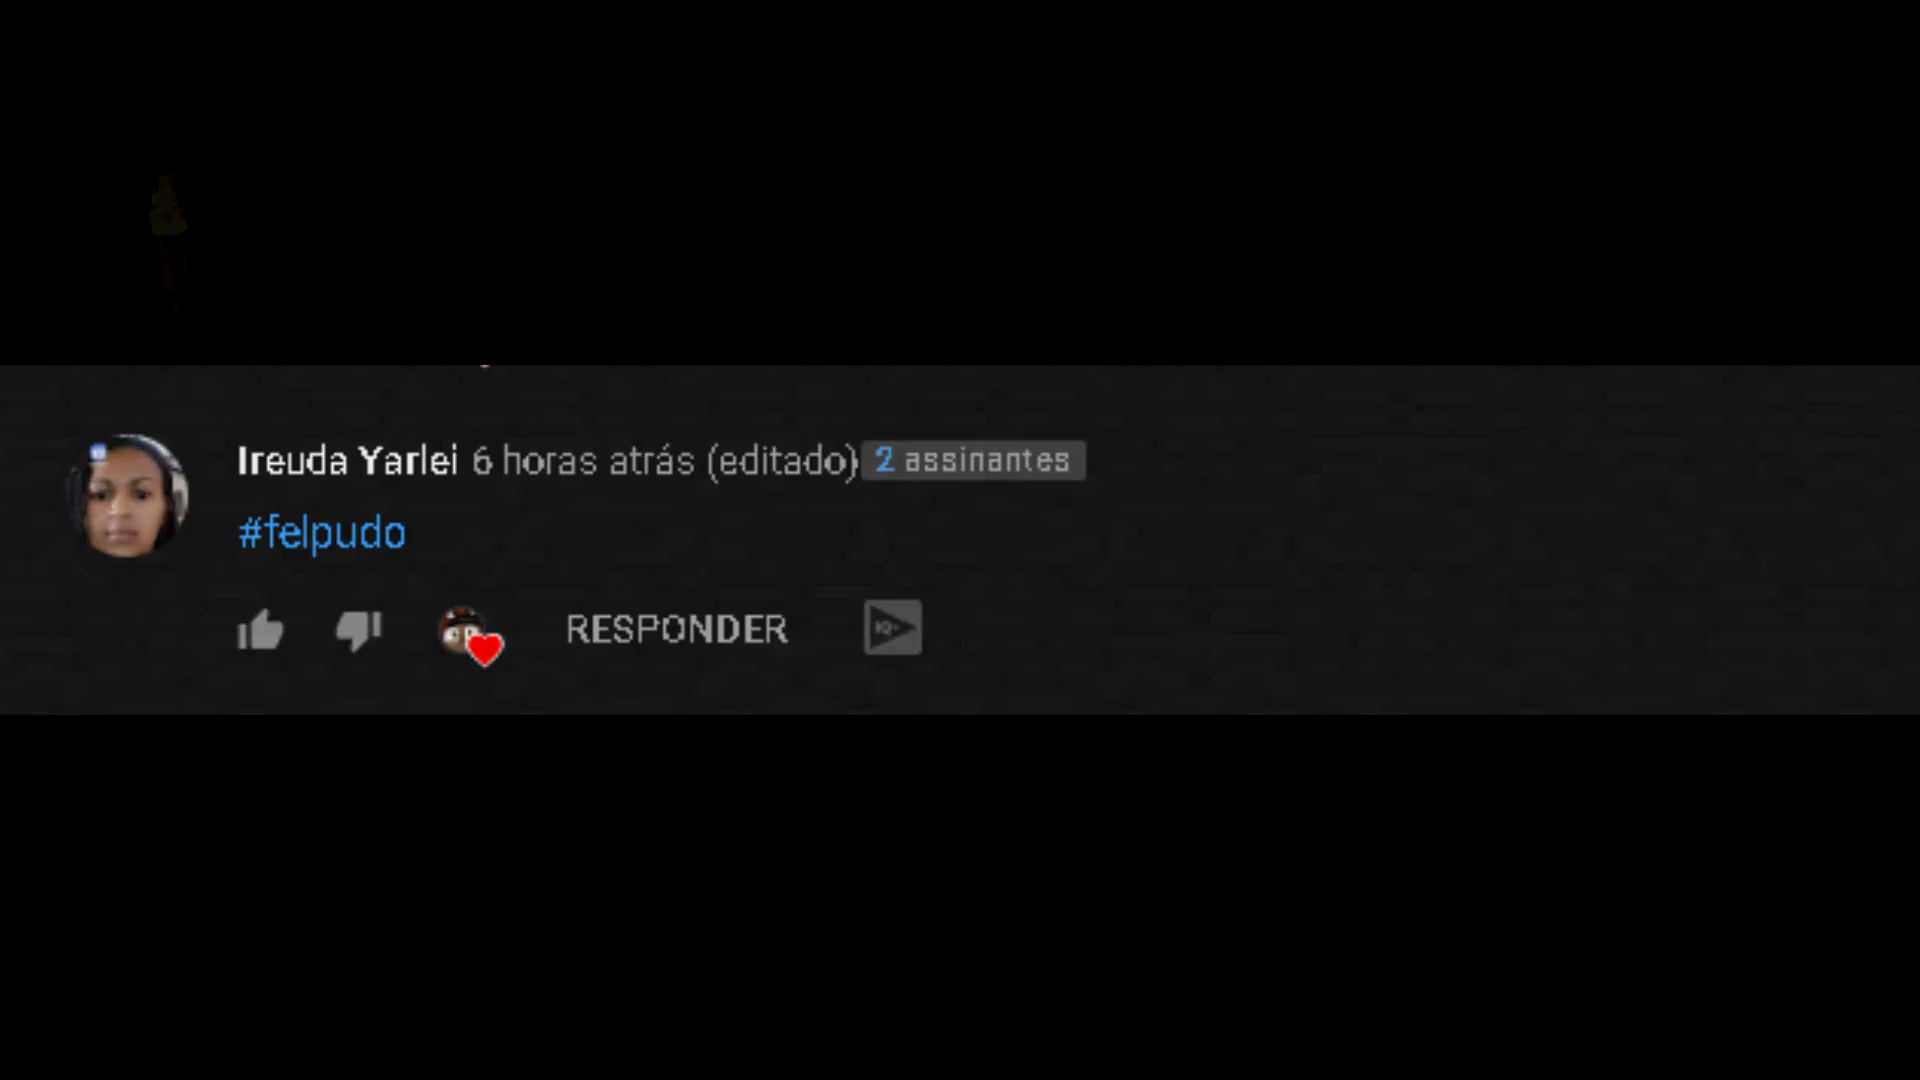 Ireuda Yarlei 6 horas atrás (editado) 2 assinantes
#felpudo
RESPONDER